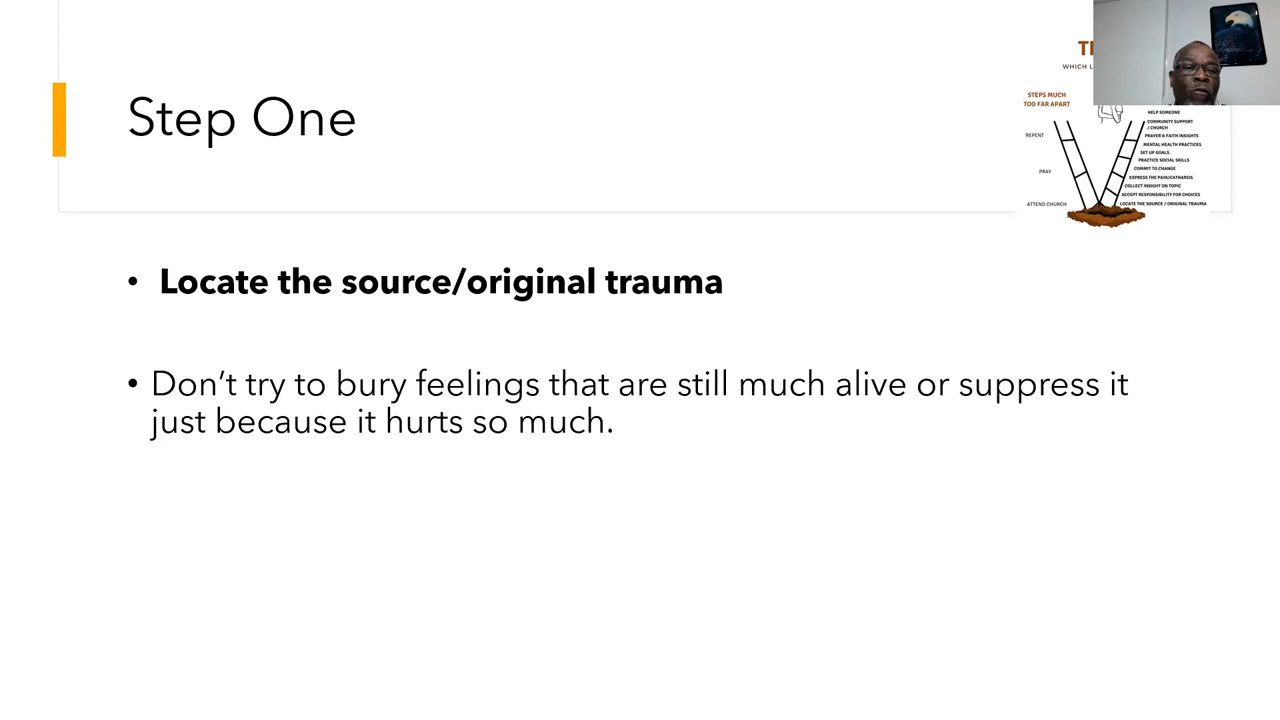 Step One
WHICH L
STEPS MUCH
TOO FAR APART
REPENT
PRAY
ATTEND CHURCH
HELP SOMEONE
COMMUNITY SUPPORT
/ CHURCH
PRAYER & FAITH INSIGHTS
MENTAL HEALTH PRACTICES
SET UP GOALS
PRACTICE SOCIAL SKILLS
COMMIT TO CHANGE
EXPRESS THE PAIN/CATHARSIS
COLLECT INSIGHT ON TOPIC
ACCEPT RESPONSIBILITY FOR CHOICES
LOCATE THE SOURCE / ORIGINAL TRAUMA
• Locate the source/original trauma
• Don’t try to bury feelings that are still much alive or suppress it
just because it hurts so much.